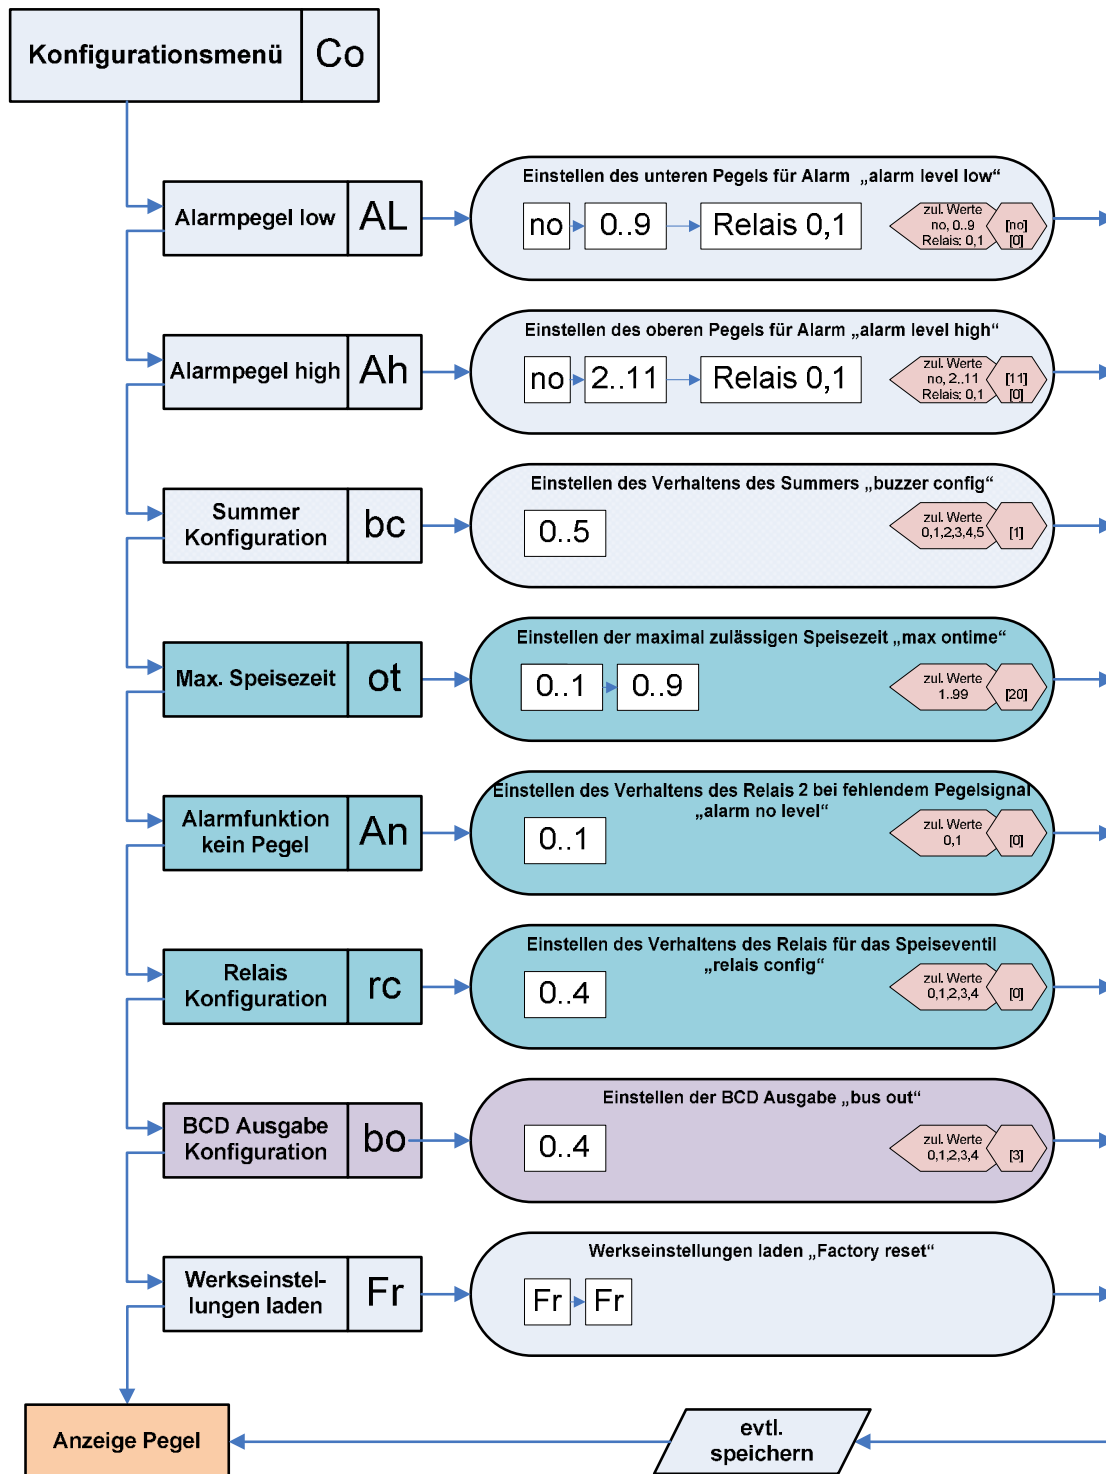 Konfigurationsmenü Co
Alarmpegel low AL
Einstellen des unteren Pegels für Alarm „alarm level low“
no 0..9 Relais 0,1
zul. Werte
no, 0..9
Relais: 0,1
[no]
[0]
Alarmpegel high Ah
Einstellen des oberen Pegels für Alarm „alarm level high“
no 2..11 Relais 0,1
zul. Werte
no, 2..11
Relais: 0,1
[11]
[0]
Summer
Konfiguration
bc
Einstellen des Verhaltens des Summers „buzzer config“
0..5
zul. Werte
0,1,2,3,4,5
[1]
Max. Speisezeit ot
Einstellen der maximal zulässigen Speisezeit „max ontime“
0..1 0..9
zul. Werte
1..99
[20]
Alarmfunktion
kein Pegel
An
Einstellen des Verhaltens des Relais 2 bei fehlendem Pegelsignal
„alarm no level“
0..1
zul. Werte
0,1
[0]
Relais
Konfiguration
rc
Einstellen des Verhaltens des Relais für das Speiseventil
„relais config“
0..4
zul. Werte
0,1,2,3,4
[0]
BCD Ausgabe
Konfiguration
bo
Einstellen der BCD Ausgabe „bus out“
0..4
zul. Werte
0,1,2,3,4
[3]
Werkseinstel-
lungen laden
Fr
Werkseinstellungen laden „Factory reset“
Fr Fr
Anzeige Pegel
evtl.
speichern